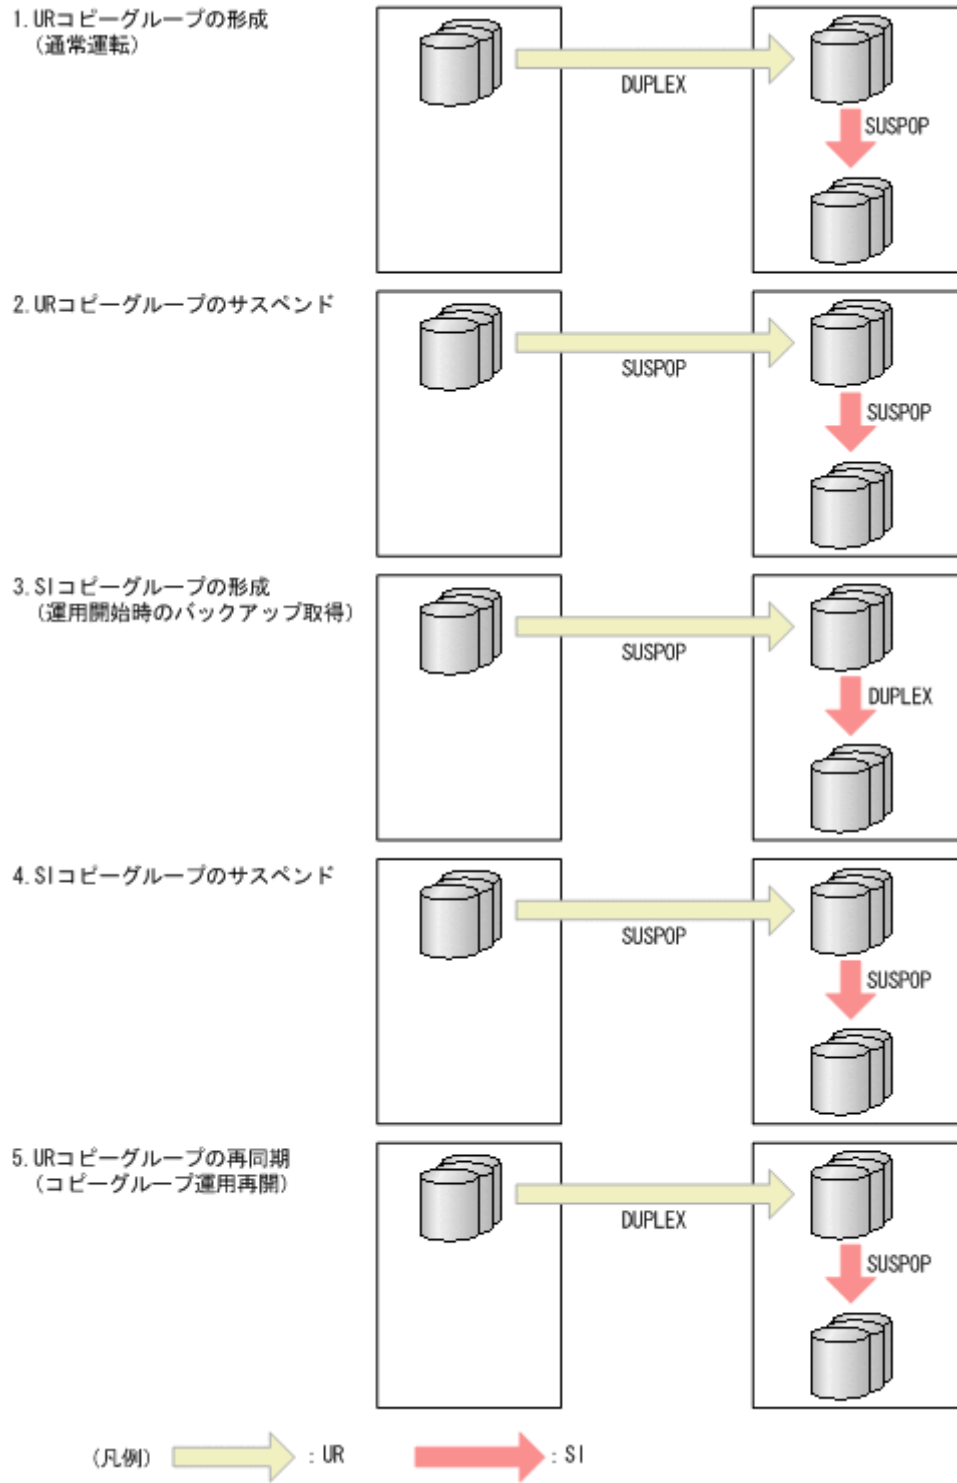 1.URコピーグループの形成
(通常運転)
DUPLEX
SUSPOP
2.URコピーグループのサスペンド
SUSPOP
SUSPOP
3.SIコピーグループの形成
(運用開始時のバックアップ取得)
SUSPOP
DUPLEX
4.SIコピーグループのサスペンド
SUSPOP
SUSPOP
5.URコピーグループの再同期
(コピーグループ運用再開)
DUPLEX
SUSPOP
(凡例) : UR : SI